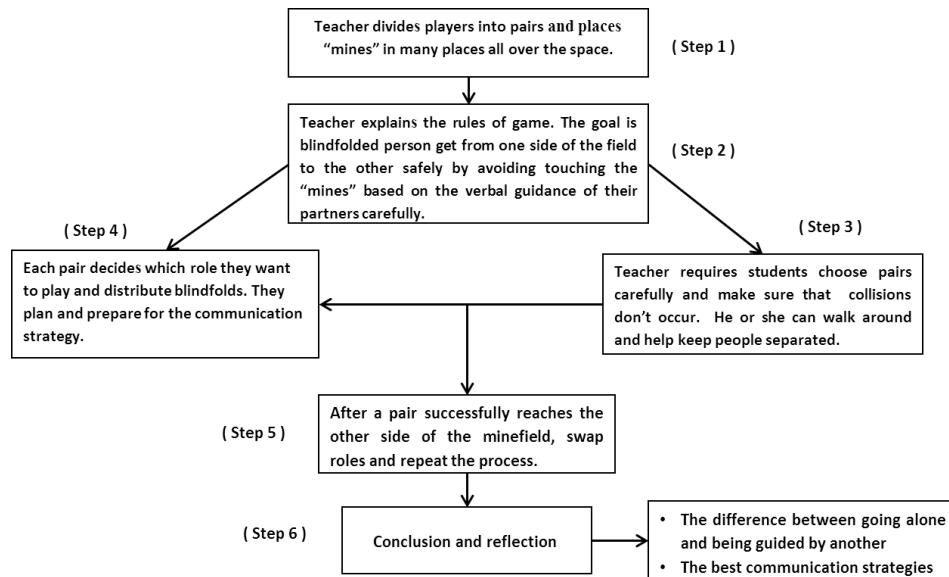 Teacher divides players into pairs and places
“mines” in many places all over the space.
( Step 1 )
Teacher explains the rules of game. The goal is
blindfolded person get from one side of the field
to the other safely by avoiding touching the
“mines” based on the verbal guidance of their
partners carefully.
( Step 2 )
( Step 4 )
( Step 3 )
Each pair decides which role they want
to play and distribute blindfolds. They
plan and prepare for the communication
strategy.
Teacher requires students choose pairs
carefully and make sure that collisions
don’t occur. He or she can walk around
and help keep people separated.
( Step 5 )
After a pair successfully reaches the
other side of the minefield, swap
roles and repeat the process.
( Step 6 )
Conclusion and reflection
• The difference between going alone
and being guided by another
• The best communication strategies